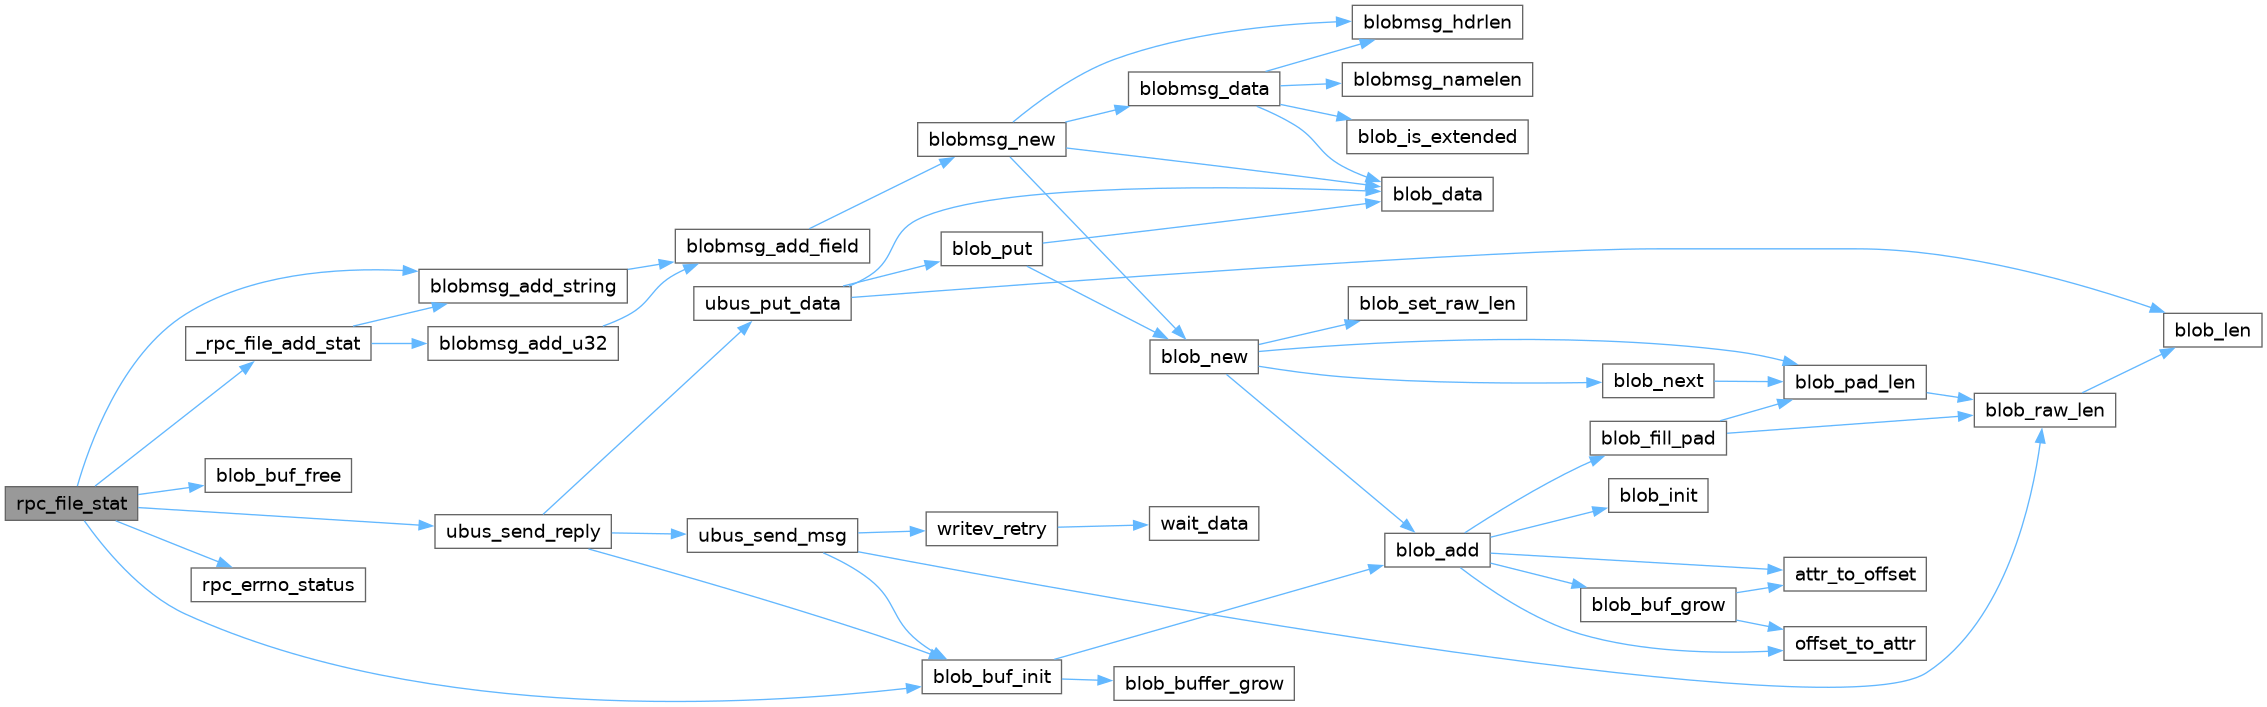 rpc_file_stat
blobmsg_add_string
_rpc_file_add_stat
blobmsg_add_u32
blob_buf_free
ubus_send_reply
rpc_errno_status
blobmsg_add_field
ubus_put_data
ubus_send_msg
blobmsg_new
blob_put
writev_retry
blob_buf_init
blobmsg_data
blob_new
wait_data
blob_buffer_grow
blobmsg_hdrlen
blobmsg_namelen
blob_is_extended
blob_data
blob_set_raw_len
blob_add
blob_next
blob_fill_pad
blob_init
blob_buf_grow
blob_pad_len
attr_to_offset
offset_to_attr
blob_raw_len
blob_len